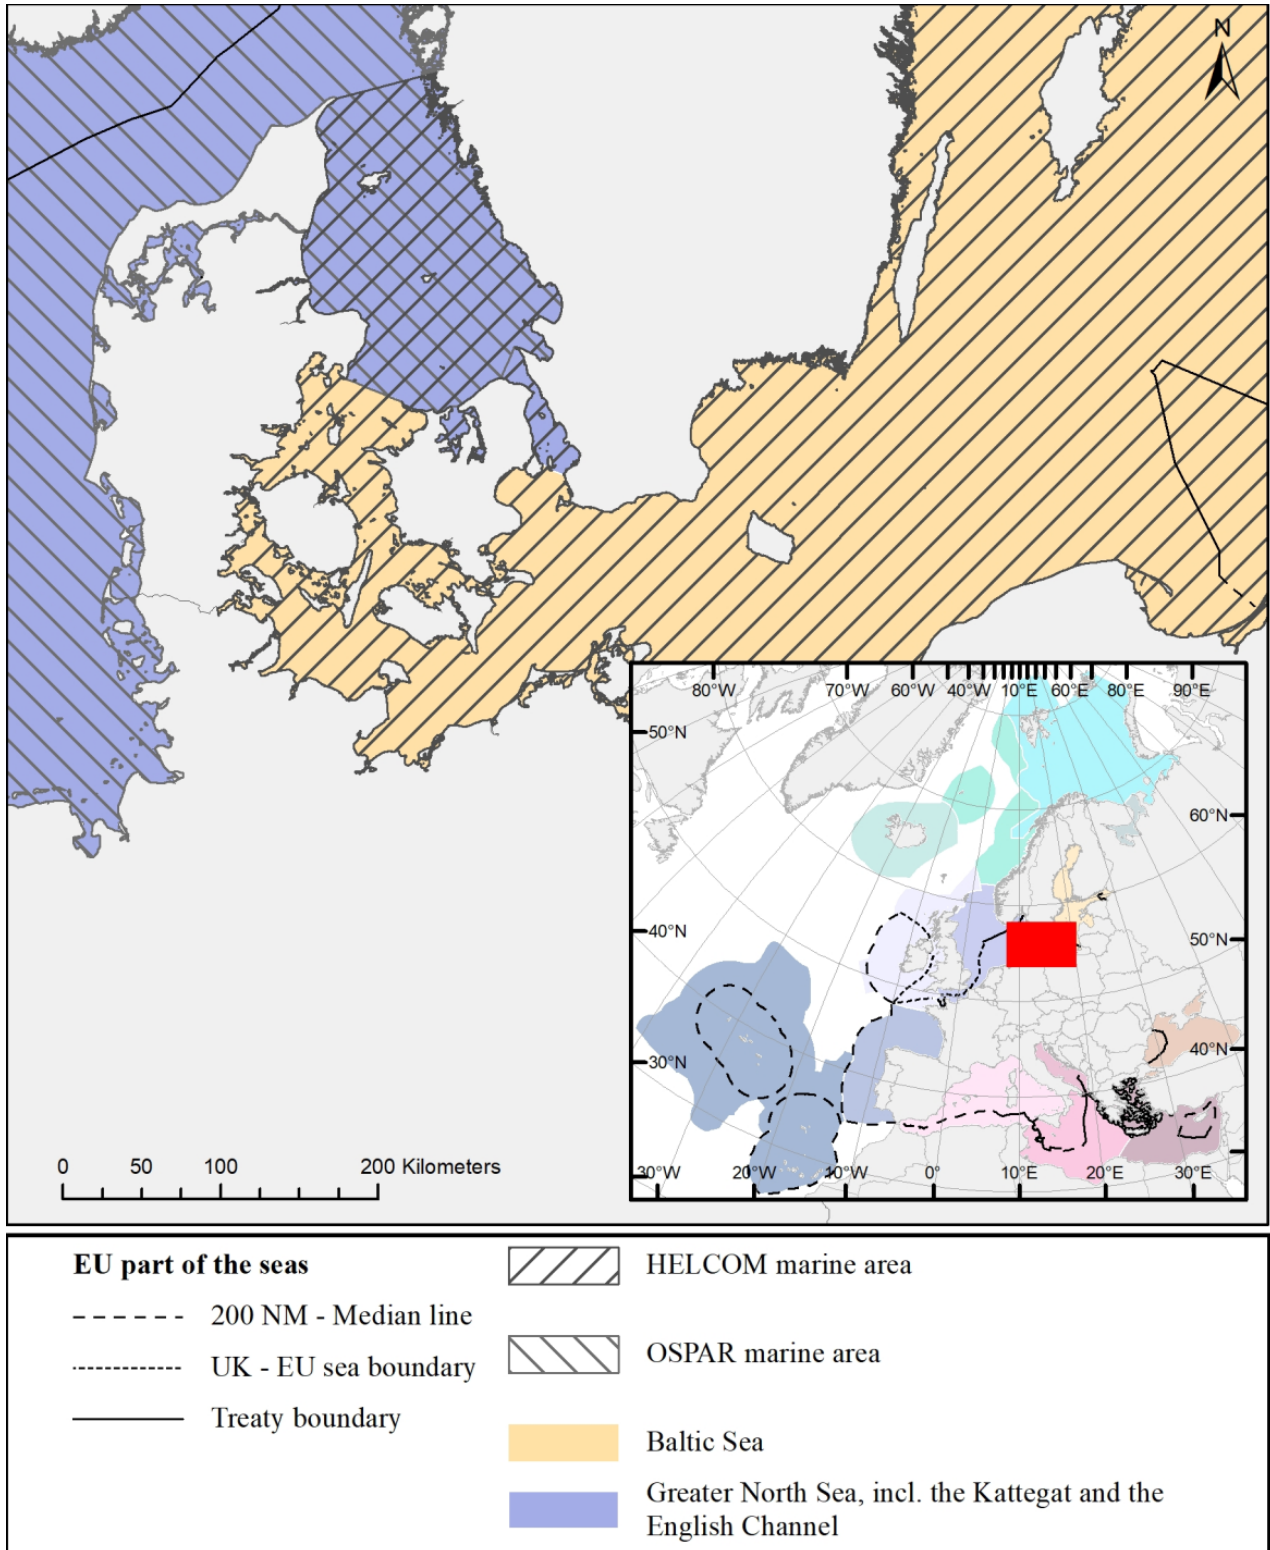 N
80°W 70°W 60°W 40°W 10°E 60°E 80°E 90°E
50°N
60°N
40°N
50°N
30°N
40°N
30°W 20°W 10°W 0° 10°E 20°E 30°E
0 50 100 200 Kilometers
EU part of the seas
200 NM - Median line
UK - EU sea boundary
Treaty boundary
HELCOM marine area
OSPAR marine area
Baltic Sea
Greater North Sea, incl. the Kattegat and the
English Channel